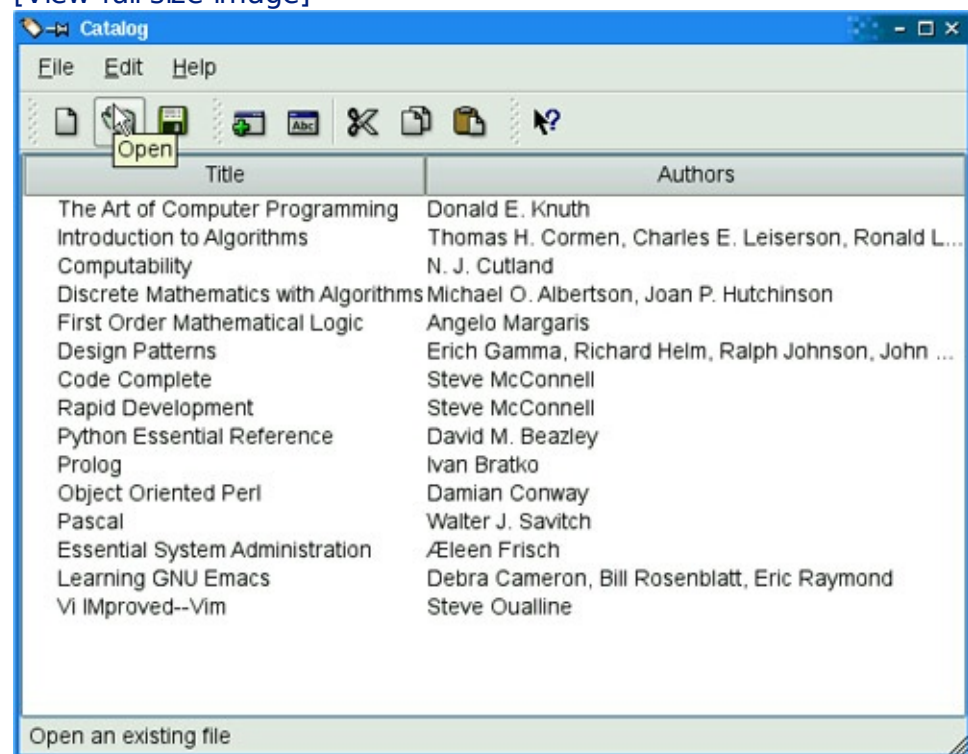 [View full size image]
Catalog
File Edit Help
Abc
Open
Title Authors
The Art of Computer Programming Donald E. Knuth
Introduction to Algorithms Thomas H. Cormen, Charles E. Leiserson, Ronald L...
Computability N. J. Cutland
Discrete Mathematics with Algorithms Michael O. Albertson, Joan P. Hutchinson
First Order Mathematical Logic Angelo Margaris
Design Patterns Erich Gamma, Richard Helm, Ralph Johnson, John ...
Code Complete Steve McConnell
Rapid Development Steve McConnell
Python Essential Reference David M. Beazley
Prolog Ivan Bratko
Object Oriented Perl Damian Conway
Pascal Walter J. Savitch
Essential System Administration Æleen Frisch
Learning GNU Emacs Debra Cameron, Bill Rosenblatt, Eric Raymond
Vi IMproved--Vim Steve Oualline
Open an existing file